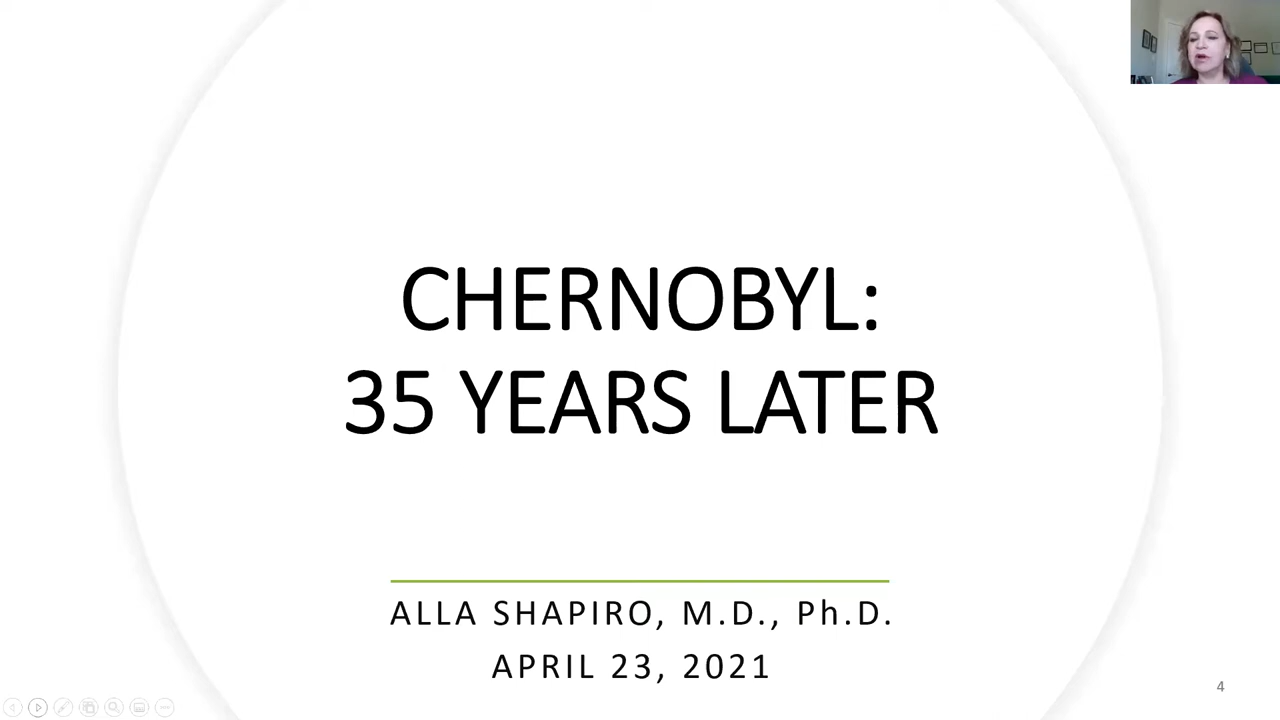 CHERNOBYL:
35 YEARS LATER
ALLA SHAPIRO, M.D., Ph.D.
APRIL 23, 2021
4